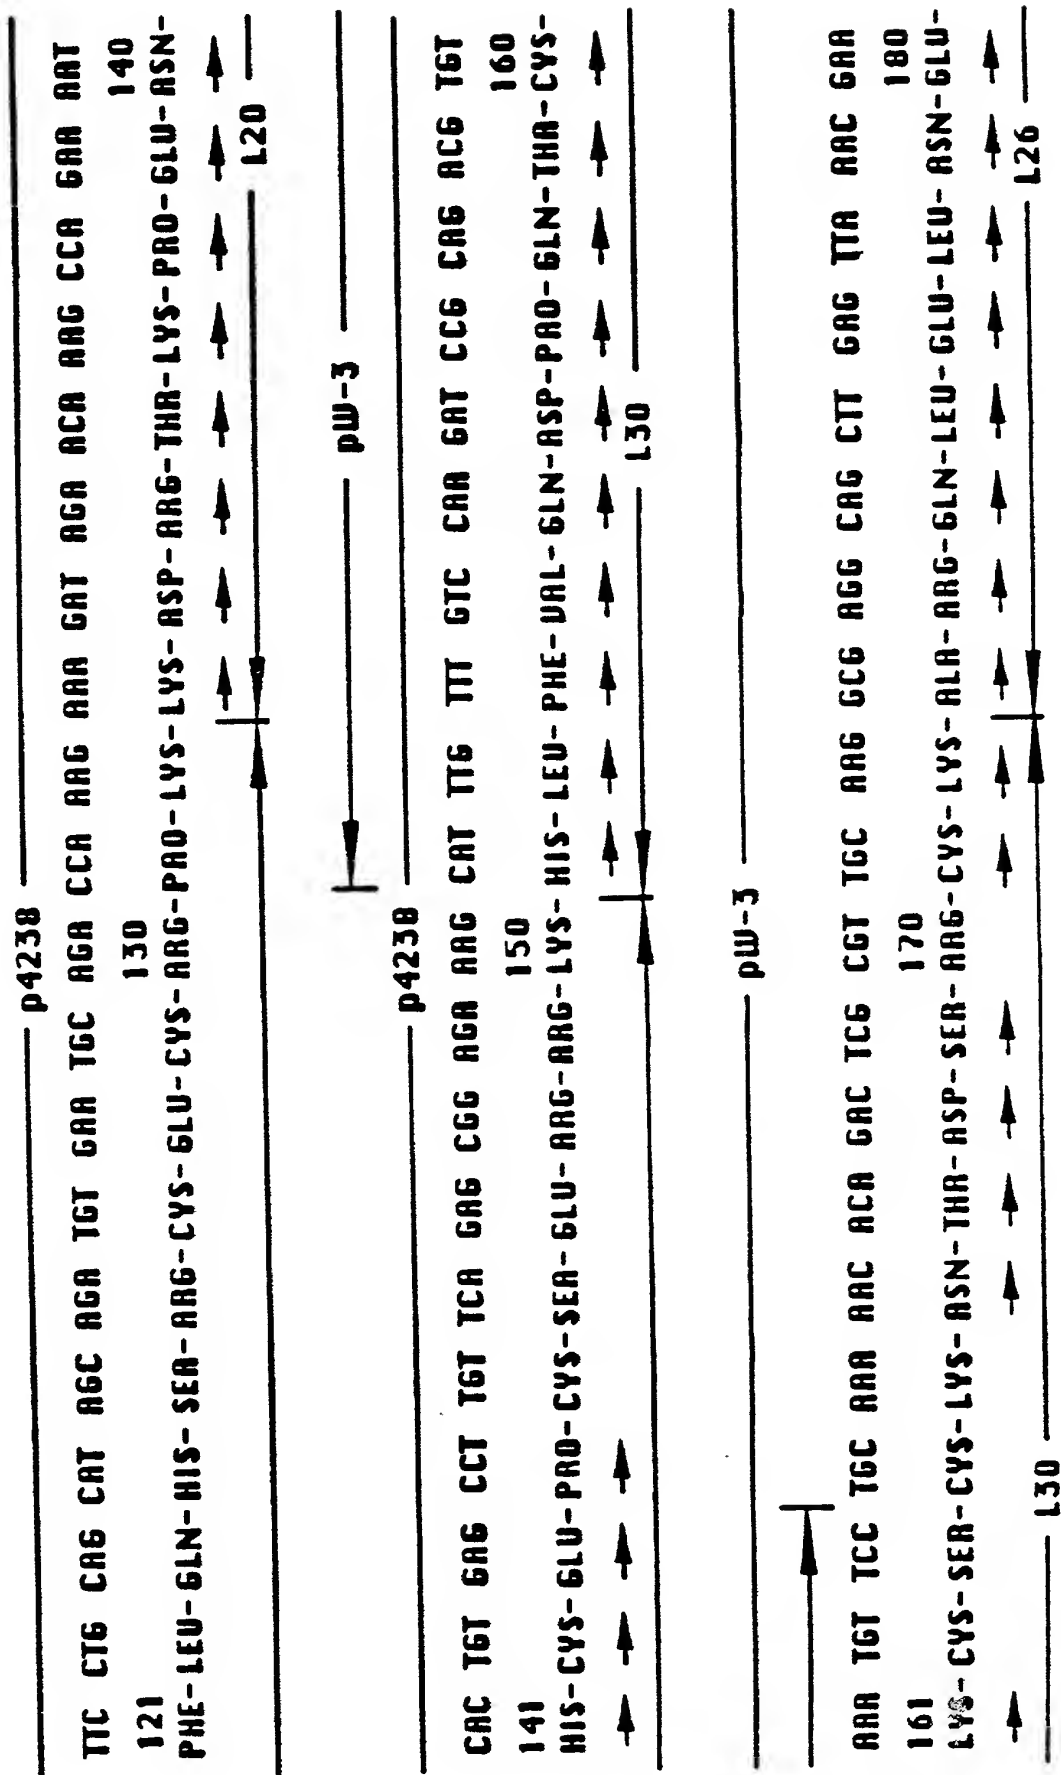 p4238
TTC CTG CAG CAT AGC AGA TGT GAA TGC AGA CCA AAG AAA GAT AGA ACA AAG CCA GAA AAT
121 130 140
PHE-LEU-GLN-HIS-SER-ARG-CYS-GLU-CYS-ARG-PRO-LYS-LYS-ASP-ARG-THR-LYS-PRO-GLU-ASN-
L20
pW-3
p4238
CAC TGT GAG CCT TGT TCA GAG CGG AGA AAG CAT TTG TTT GTC CAA GAT CCG CAG ACG TGT
141 150 160
HIS-CYS-GLU-PRO-CYS-SER-GLU-ARG-ARG-LYS-HIS-LEU-PHE-VAL-GLN-ASP-PRO-GLN-THR-CYS-
L30
pW-3
AAA TGT TCC TGC AAA AAC ACA GAC TCG CGT TGC AAG GCG AGG CAG CTT GAG TTA AAC GAA
161 170 180
LYS-CYS-SER-CYS-LYS-ASN-THR-ASP-SER-ARG-CYS-LYS-ALA-ARG-GLN-LEU-GLU-LEU-ASN-GLU-
L30 L26